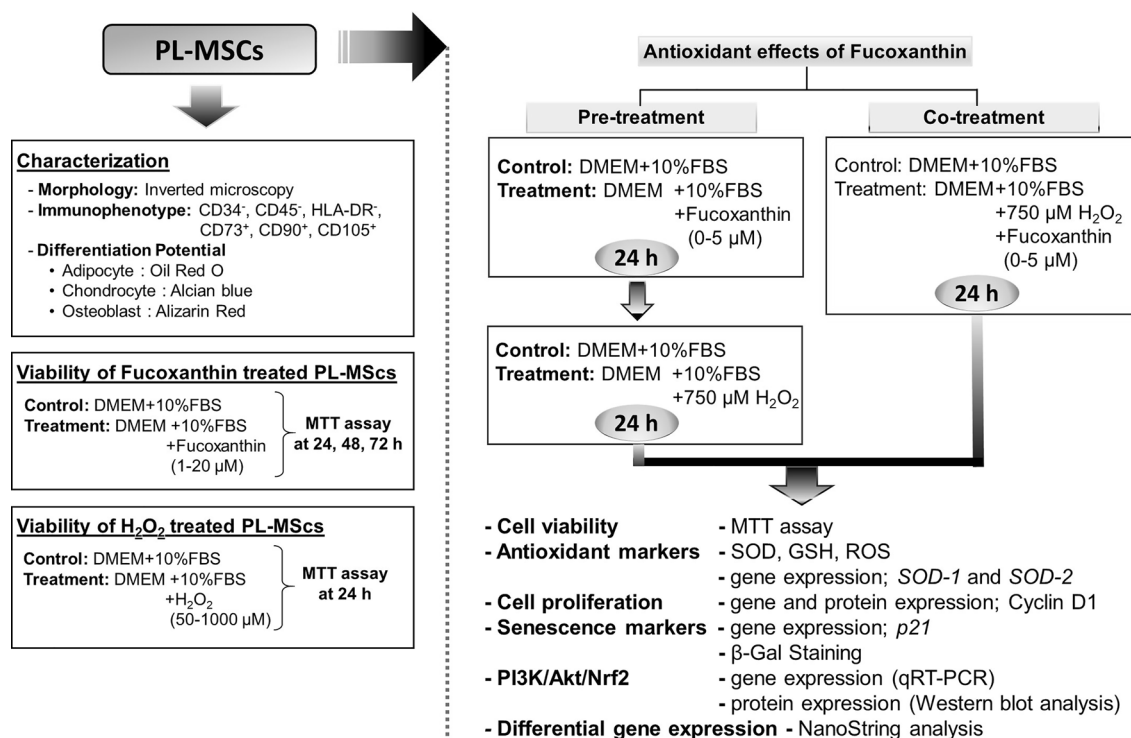 PL-MSCs
Characterization
- Morphology: Inverted microscopy
- Immunophenotype: CD34⁻, CD45⁻, HLA-DR⁻,
CD73⁺, CD90⁺, CD105⁺
- Differentiation Potential
• Adipocyte : Oil Red O
• Chondrocyte : Alcian blue
• Osteoblast : Alizarin Red
Viability of Fucoxanthin treated PL-MScs
Control: DMEM+10%FBS
Treatment: DMEM +10%FBS
+Fucoxanthin
(1-20 µM)
MTT assay
at 24, 48, 72 h
Viability of H₂O₂ treated PL-MScs
Control: DMEM+10%FBS
Treatment: DMEM +10%FBS
+H₂O₂
(50-1000 µM)
MTT assay
at 24 h
Antioxidant effects of Fucoxanthin
Pre-treatment
Control: DMEM+10%FBS
Treatment: DMEM +10%FBS
+Fucoxanthin
(0-5 µM)
24 h
Control: DMEM+10%FBS
Treatment: DMEM +10%FBS
+750 µM H₂O₂
24 h
Co-treatment
Control: DMEM+10%FBS
Treatment: DMEM+10%FBS
+750 µM H₂O₂
+Fucoxanthin
(0-5 µM)
24 h
- Cell viability - MTT assay
- Antioxidant markers - SOD, GSH, ROS
- gene expression; SOD-1 and SOD-2
- Cell proliferation - gene and protein expression; Cyclin D1
- Senescence markers - gene expression; p21
- β-Gal Staining
- PI3K/Akt/Nrf2 - gene expression (qRT-PCR)
- protein expression (Western blot analysis)
- Differential gene expression - NanoString analysis